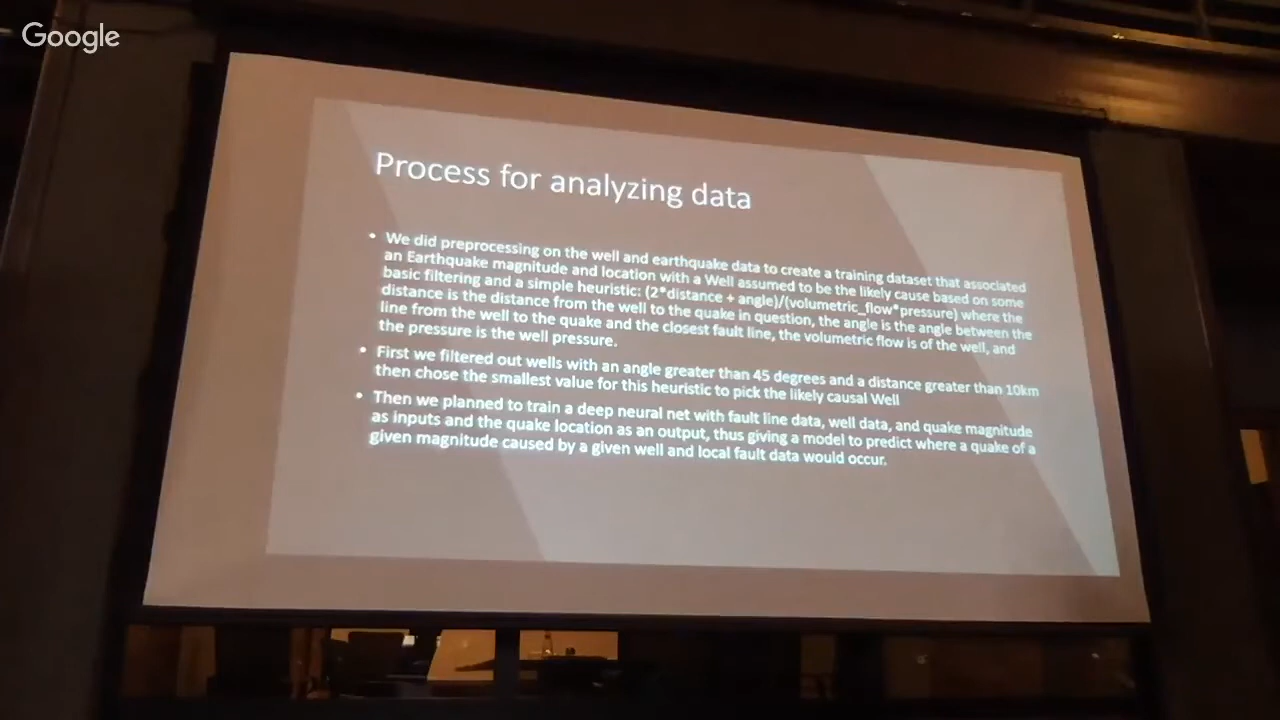 Google
Process for analyzing data
• We did preprocessing on the well and earthquake data to create a training dataset that associated
an Earthquake magnitude and location with a Well assumed to be the likely cause based on some
basic filtering and a simple heuristic: (2*distance + angle)/(volumetric_flow*pressure) where the
distance is the distance from the well to the quake in question, the angle is the angle between the
line from the well to the quake and the closest fault line, the volumetric flow is of the well, and
the pressure is the well pressure.
• First we filtered out wells with an angle greater than 45 degrees and a distance greater than 10km
then chose the smallest value for this heuristic to pick the likely causal Well
• Then we planned to train a deep neural net with fault line data, well data, and quake magnitude
as inputs and the quake location as an output, thus giving a model to predict where a quake of a
given magnitude caused by a given well and local fault data would occur.